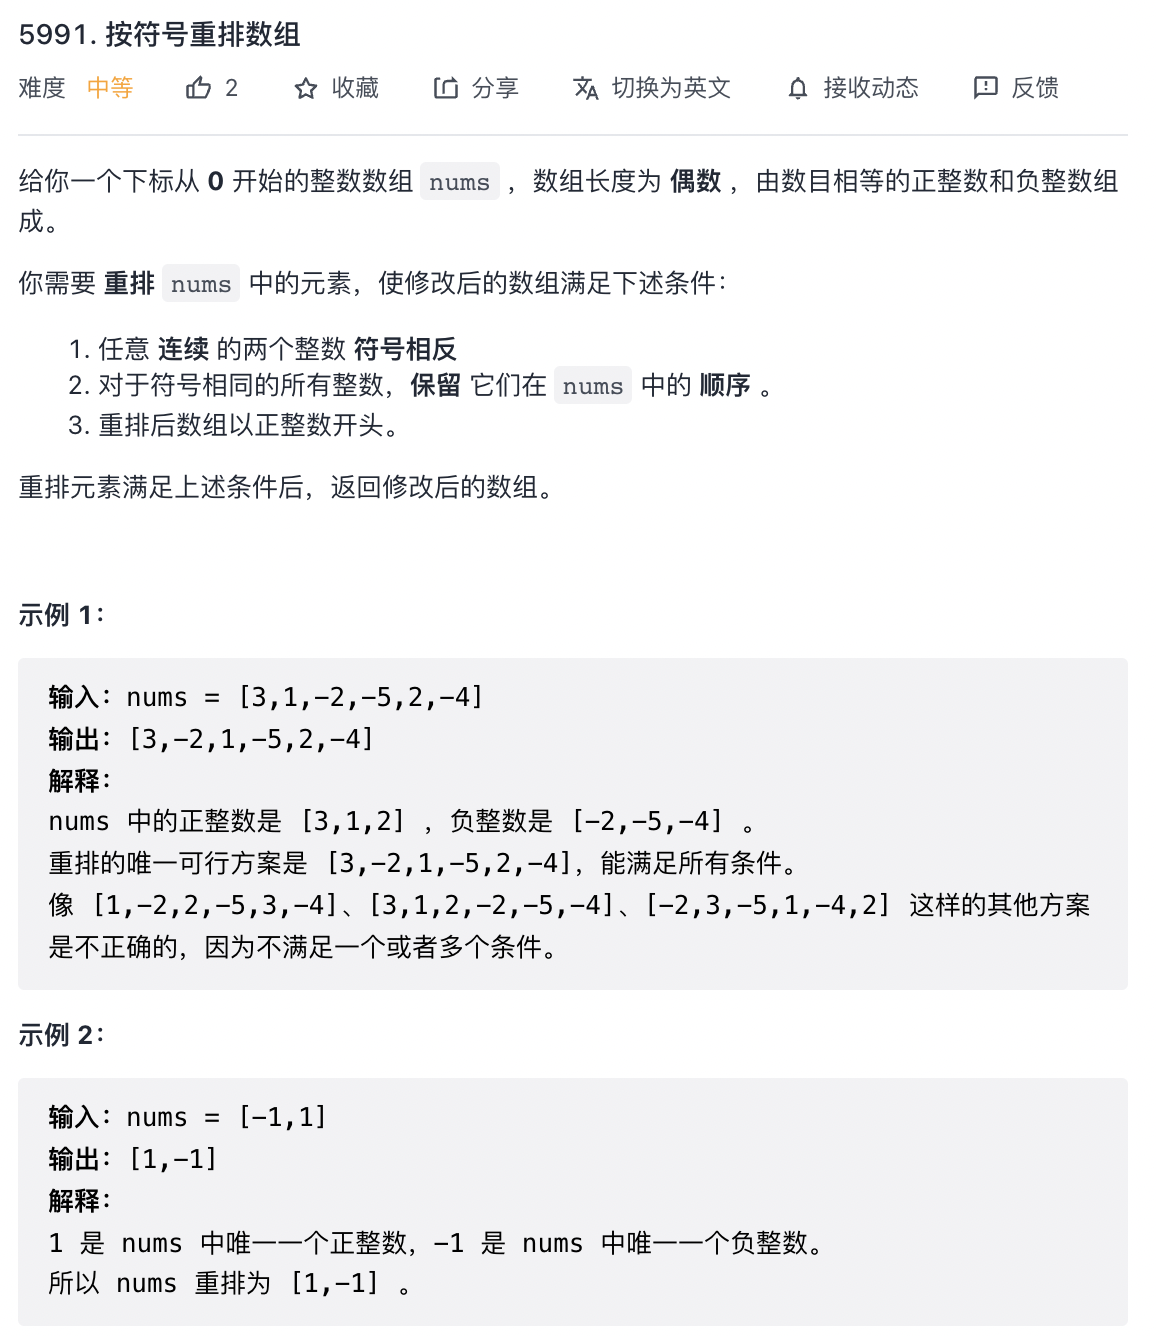 5991. 按符号重排数组
难度 中等 2 收藏 分享 切换为英文 接收动态 反馈
给你一个下标从 0 开始的整数数组 nums ，数组长度为 偶数 ，由数目相等的正整数和负整数组
成。
你需要 重排 nums 中的元素，使修改后的数组满足下述条件：
1. 任意 连续 的两个整数 符号相反
2. 对于符号相同的所有整数，保留 它们在 nums 中的 顺序 。
3. 重排后数组以正整数开头。
重排元素满足上述条件后，返回修改后的数组。
示例 1：
输入：nums = [3,1,-2,-5,2,-4]
输出：[3,-2,1,-5,2,-4]
解释：
nums 中的正整数是 [3,1,2] ，负整数是 [-2,-5,-4] 。
重排的唯一可行方案是 [3,-2,1,-5,2,-4]，能满足所有条件。
像 [1,-2,2,-5,3,-4]、[3,1,2,-2,-5,-4]、[-2,3,-5,1,-4,2] 这样的其他方案
是不正确的，因为不满足一个或者多个条件。
示例 2：
输入：nums = [-1,1]
输出：[1,-1]
解释：
1 是 nums 中唯一一个正整数，-1 是 nums 中唯一一个负整数。
所以 nums 重排为 [1,-1] 。